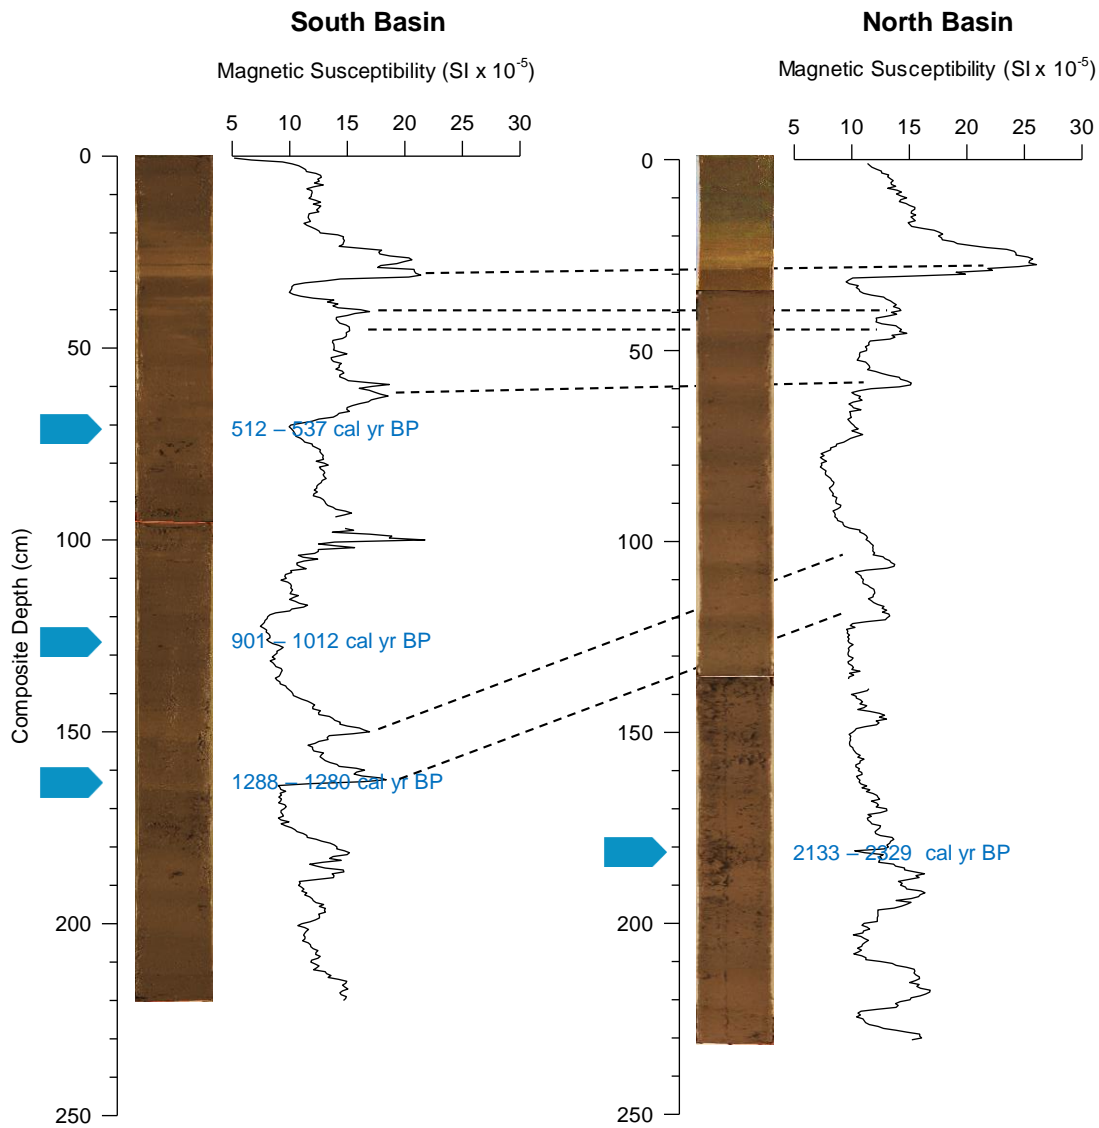 South Basin
North Basin
Magnetic Susceptibility (SI x 10-5)
Magnetic Susceptibility (SI x 10-5)
5 10 15 20 25 30
5 10 15 20 25 30
0
50
100
150
200
250
Composite Depth (cm)
512 – 537 cal yr BP
901 – 1012 cal yr BP
1288 – 1280 cal yr BP
0
50
100
150
200
250
2133 – 2329 cal yr BP